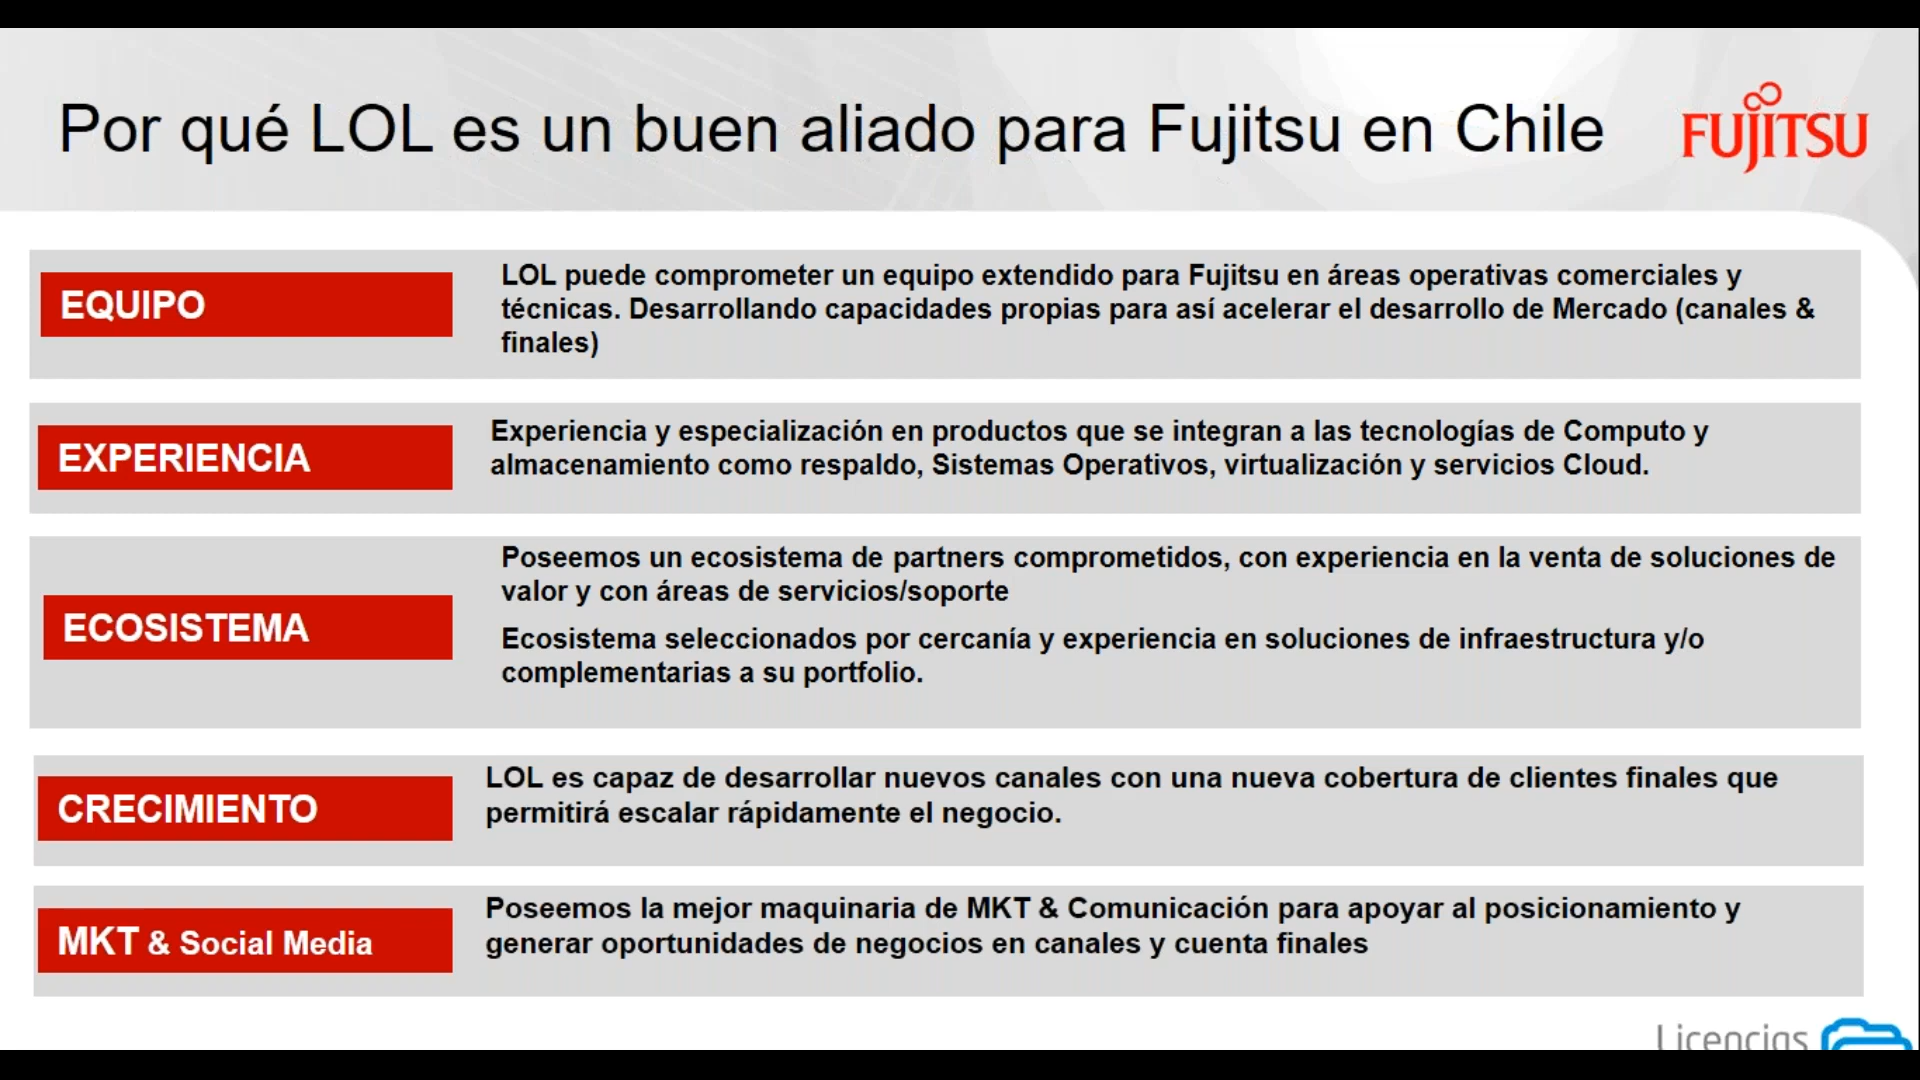 Por qué LOL es un buen aliado para Fujitsu en Chile
FUJITSU
EQUIPO
LOL puede comprometer un equipo extendido para Fujitsu en áreas operativas comerciales y
técnicas. Desarrollando capacidades propias para así acelerar el desarrollo de Mercado (canales &
finales)
EXPERIENCIA
Experiencia y especialización en productos que se integran a las tecnologías de Computo y
almacenamiento como respaldo, Sistemas Operativos, virtualización y servicios Cloud.
ECOSISTEMA
Poseemos un ecosistema de partners comprometidos, con experiencia en la venta de soluciones de
valor y con áreas de servicios/soporte
Ecosistema seleccionados por cercanía y experiencia en soluciones de infraestructura y/o
complementarias a su portfolio.
CRECIMIENTO
LOL es capaz de desarrollar nuevos canales con una nueva cobertura de clientes finales que
permitirá escalar rápidamente el negocio.
MKT & Social Media
Poseemos la mejor maquinaria de MKT & Comunicación para apoyar al posicionamiento y
generar oportunidades de negocios en canales y cuenta finales
Licencias